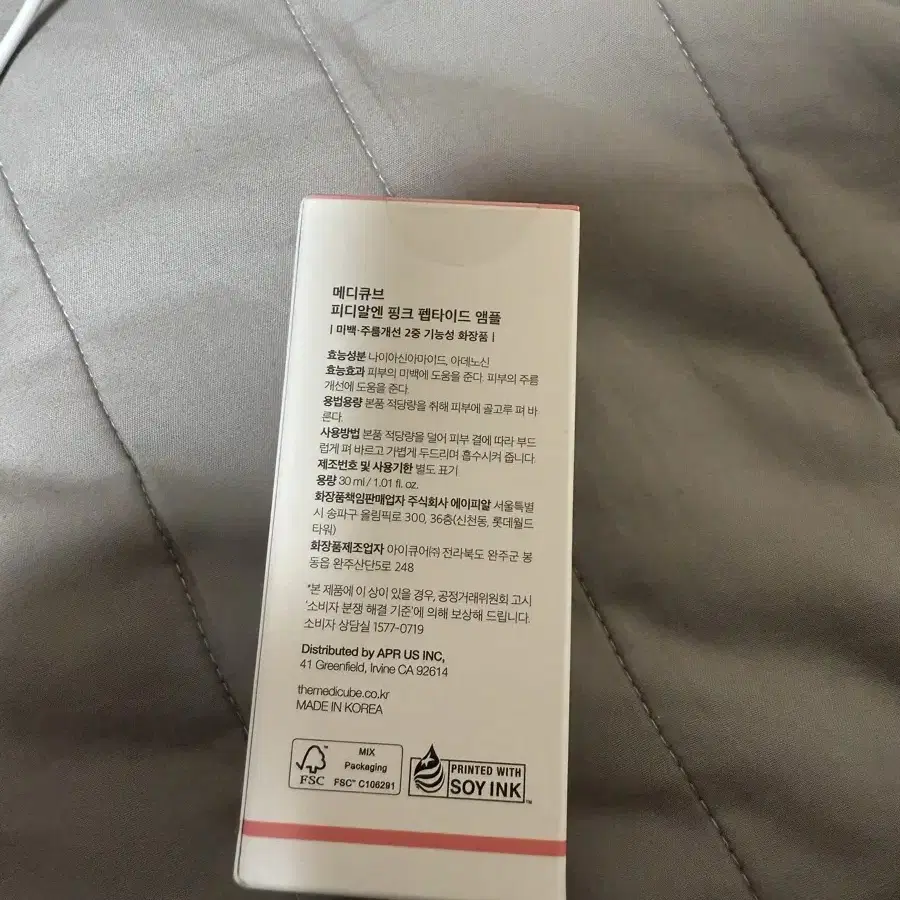 메디큐브
피디알엔 핑크 펩타이드 앰플
| 미백·주름개선 2중 기능성 화장품 |
효능성분 나이아신아마이드, 아데노신
효능효과 피부의 미백에 도움을 준다. 피부의 주름
개선에 도움을 준다.
용법용량 본품 적당량을 취해 피부에 골고루 펴 바
른다.
사용방법 본품 적당량을 덜어 피부 결에 따라 부드
럽게 펴 바르고 가볍게 두드리며 흡수시켜 줍니다.
제조번호 및 사용기한 별도 표기
용량 30 ml / 1.01 fl. oz.
화장품책임판매업자 주식회사 에이피알 서울특별
시 송파구 올림픽로 300, 36층(신천동, 롯데월드
타워)
화장품제조업자 아이큐어㈜ 전라북도 완주군 봉
동읍 완주산단5로 248
*본 제품에 이상이 있을 경우, 공정거래위원회 고시
'소비자 분쟁 해결 기준'에 의해 보상해 드립니다.
소비자 상담실 1577-0719
Distributed by APR US INC,
41 Greenfield, Irvine CA 92614
themedicube.co.kr
MADE IN KOREA
FSC™
MIX
Packaging
FSC™ C106291
PRINTED WITH
SOY INK™